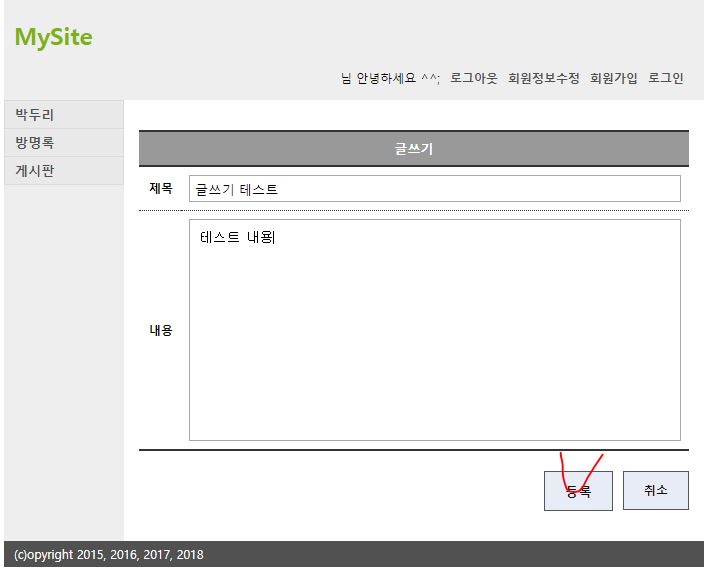 MySite
님 안녕하세요 ^^; 로그아웃 회원정보수정 회원가입 로그인
박두리
방명록
게시판
글쓰기
제목 글쓰기 테스트
테스트 내용
내용
등록 취소
(c)opyright 2015, 2016, 2017, 2018